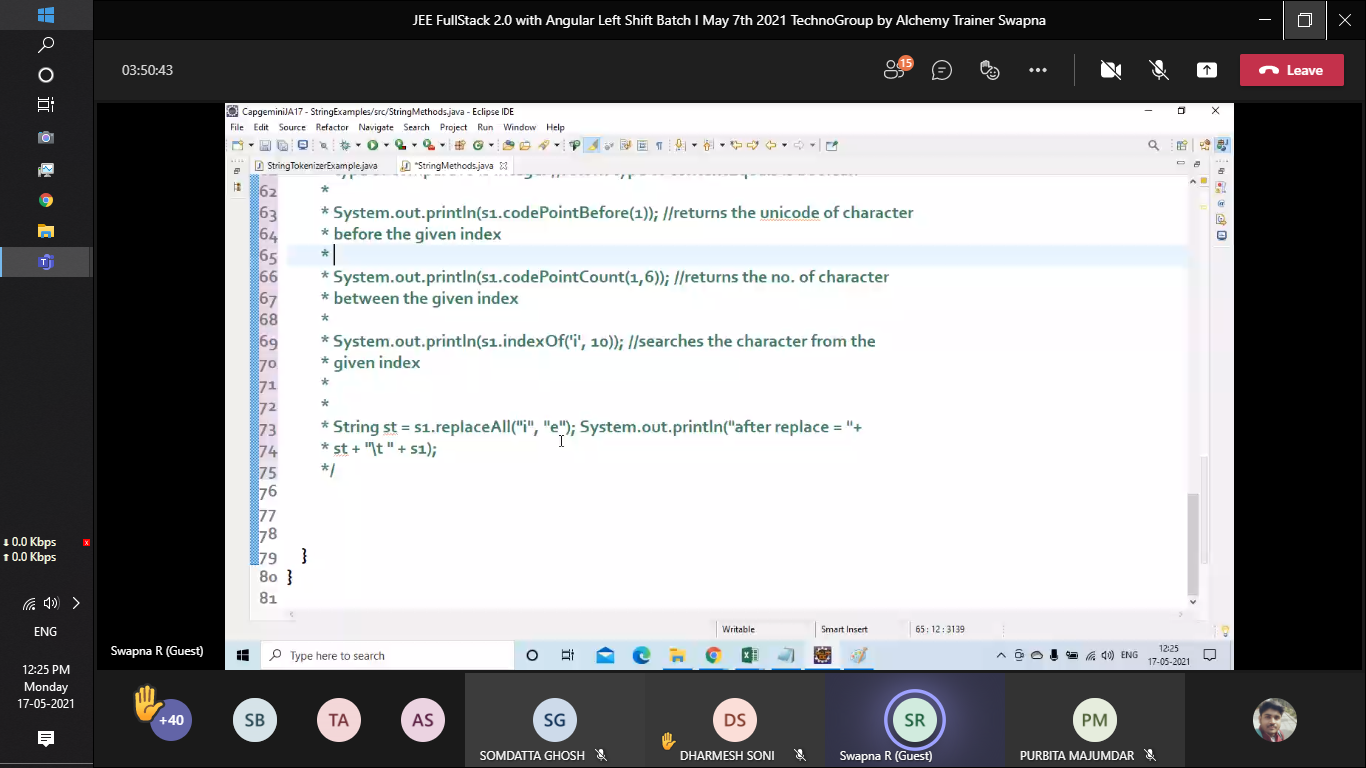 JEE FullStack 2.0 with Angular Left Shift Batch I May 7th 2021 TechnoGroup by Alchemy Trainer Swapna
03:50:43
15
Leave
CapgeminiJA17 - StringExamples/src/StringMethods.java - Eclipse IDE
File Edit Source Refactor Navigate Search Project Run Window Help
StringTokenizerExample.java
*StringMethods.java
62 *
63 * System.out.println(s1.codePointBefore(1)); //returns the unicode of character
64 * before the given index
65 *
66 * System.out.println(s1.codePointCount(1,6)); //returns the no. of character
67 * between the given index
68 *
69 * System.out.println(s1.indexOf('i', 10)); //searches the character from the
70 * given index
71 *
72 *
73 * String st = s1.replaceAll("i", "e"); System.out.println("after replace = "+
74 * st + "\t " + s1);
75 */
76
77
78
79 }
80 }
81
Writable
Smart Insert
65 : 12 : 3139
Swapna R (Guest)
Type here to search
ENG
12:25
17-05-2021
0.0 Kbps
0.0 Kbps
ENG
12:25 PM
Monday
17-05-2021
+40
SB
TA
AS
SG
SOMDATTA GHOSH
DS
DHARMESH SONI
SR
Swapna R (Guest)
PM
PURBITA MAJUMDAR